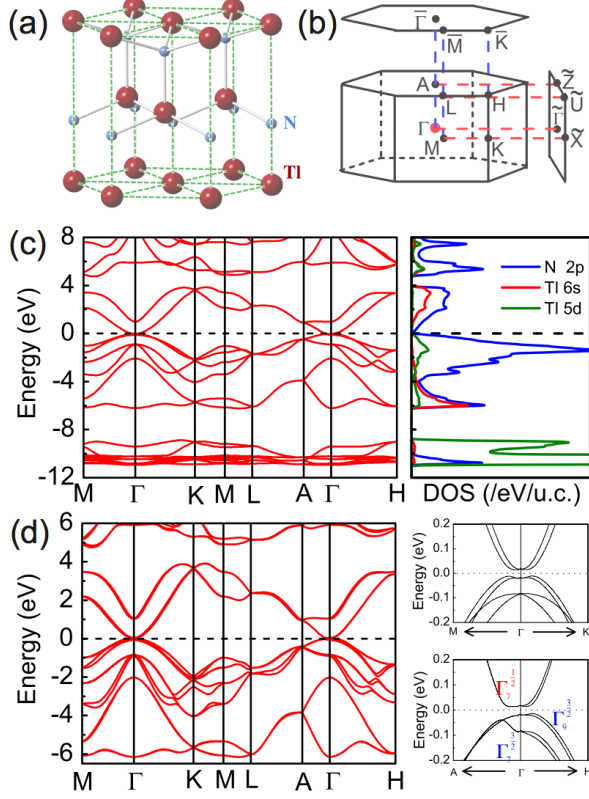 (a)
N
Tl
(b)
Γ̅
M̅
K̅
A
Z̃
L
H
Ũ
Γ
Γ̃
M
K
X̃
(c)
8
4
0
-4
-8
-12
Energy (eV)
M Γ K M L A Γ H
N 2p
Tl 6s
Tl 5d
DOS (/eV/u.c.)
(d)
6
4
2
0
-2
-4
-6
Energy (eV)
M Γ K M L A Γ H
0.2
0.1
0.0
-0.1
-0.2
Energy (eV)
M Γ K
0.2
0.1
0.0
-0.1
-0.2
Energy (eV)
Γ₇^½
Γ₉^³⁄₂
Γ₇^³⁄₂
A Γ H